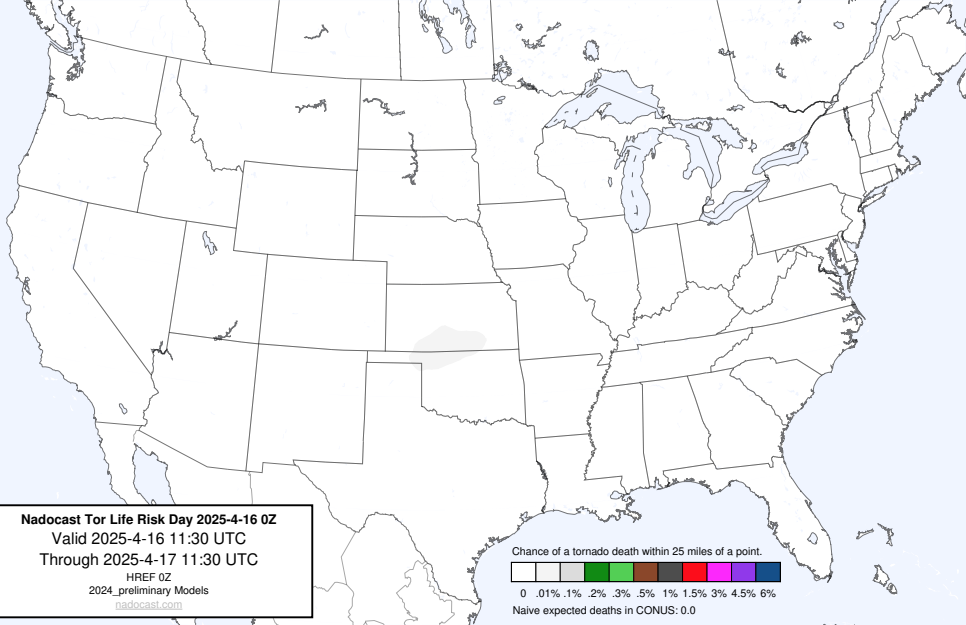 Nadocast Tor Life Risk Day 2025-4-16 0Z
Valid 2025-4-16 11:30 UTC
Through 2025-4-17 11:30 UTC
HREF 0Z
2024_preliminary Models
nadocast.com
Chance of a tornado death within 25 miles of a point.
0 .01% .1% .2% .3% .5% 1% 1.5% 3% 4.5% 6%
Naive expected deaths in CONUS: 0.0